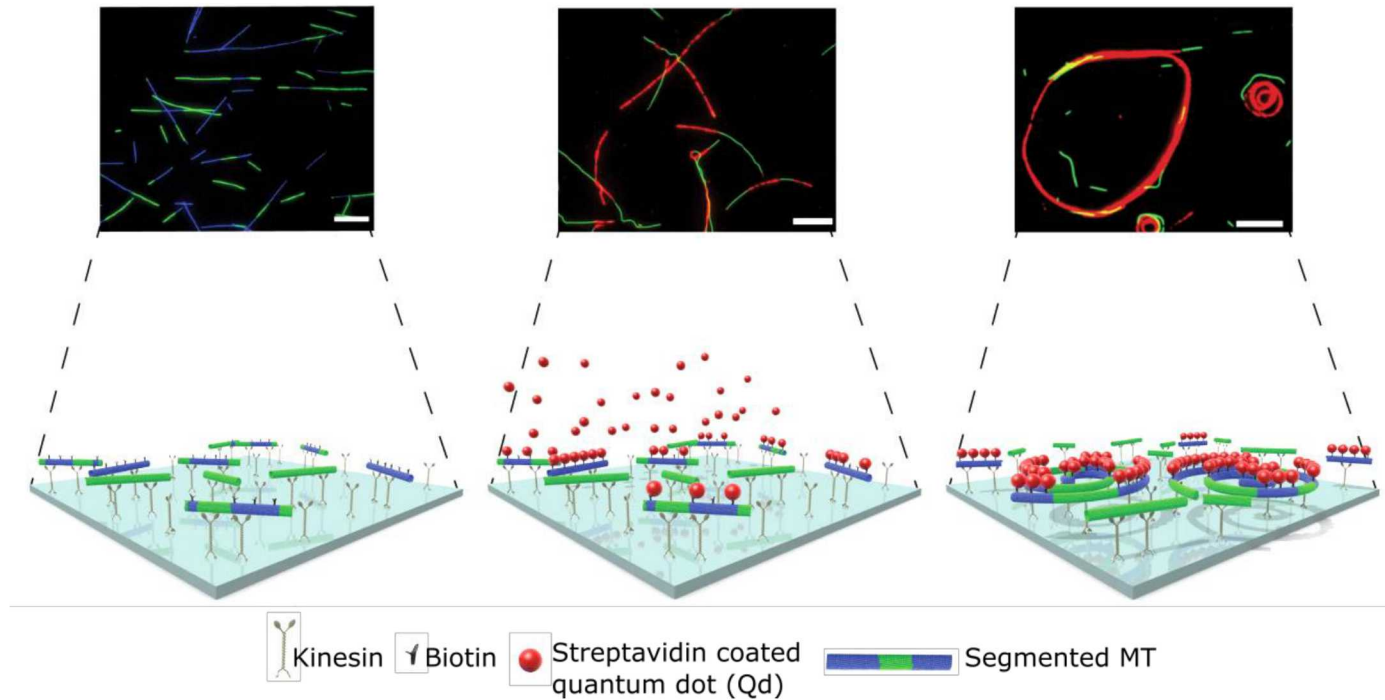 Kinesin
Biotin
Streptavidin coated
quantum dot (Qd)
Segmented MT